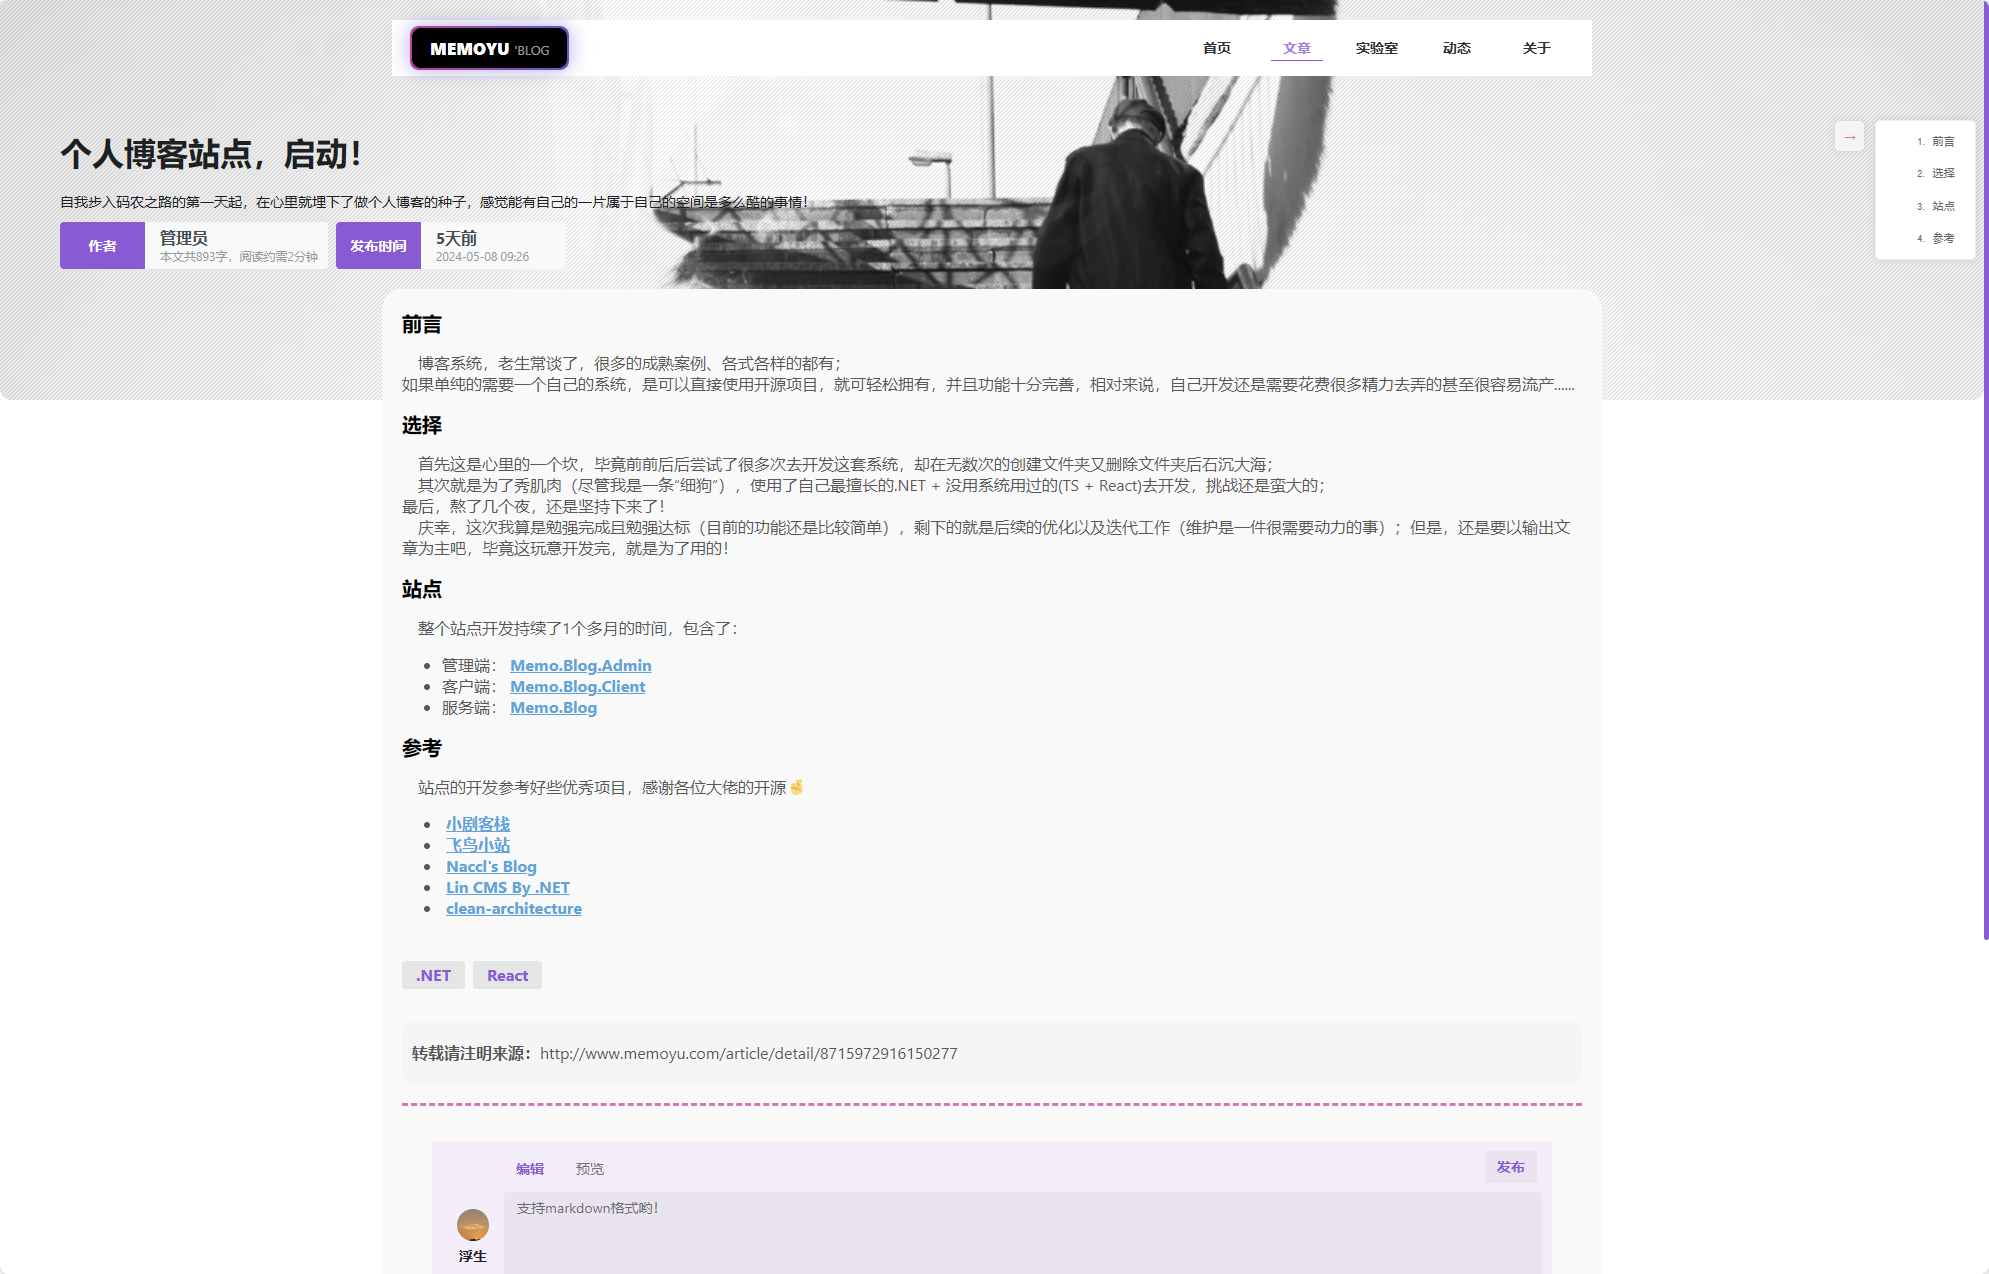 MEMOYU 'BLOG
首页 文章 实验室 动态 关于
个人博客站点，启动！
自我步入码农之路的第一天起，在心里就埋下了做个人博客的种子，感觉能有自己的一片属于自己的空间是多么酷的事情！
作者 管理员 本文共893字，阅读约需2分钟
发布时间 5天前 2024-05-08 09:26
→
1. 前言
2. 选择
3. 站点
4. 参考
前言
博客系统，老生常谈了，很多的成熟案例、各式各样的都有；
如果单纯的需要一个自己的系统，是可以直接使用开源项目，就可轻松拥有，并且功能十分完善，相对来说，自己开发还是需要花费很多精力去弄的甚至很容易流产......
选择
首先这是心里的一个坎，毕竟前前后后尝试了很多次去开发这套系统，却在无数次的创建文件夹又删除文件夹后石沉大海；
其次就是为了秀肌肉（尽管我是一条“细狗”），使用了自己最擅长的.NET + 没用系统用过的(TS + React)去开发，挑战还是蛮大的；
最后，熬了几个夜，还是坚持下来了！
庆幸，这次我算是勉强完成且勉强达标（目前的功能还是比较简单），剩下的就是后续的优化以及迭代工作（维护是一件很需要动力的事）；但是，还是要以输出文
章为主吧，毕竟这玩意开发完，就是为了用的！
站点
整个站点开发持续了1个多月的时间，包含了：
• 管理端： Memo.Blog.Admin
• 客户端： Memo.Blog.Client
• 服务端： Memo.Blog
参考
站点的开发参考好些优秀项目，感谢各位大佬的开源🤞
• 小剧客栈
• 飞鸟小站
• Naccl's Blog
• Lin CMS By .NET
• clean-architecture
.NET React
转载请注明来源：http://www.memoyu.com/article/detail/8715972916150277
编辑 预览 发布
支持markdown格式哟！
浮生